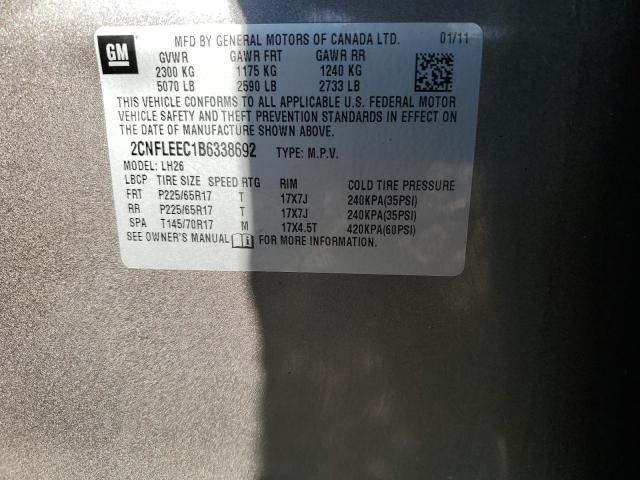 GM
MFD BY GENERAL MOTORS OF CANADA LTD. 01/11
GVWR GAWR FRT GAWR RR
2300 KG 1175 KG 1240 KG
5070 LB 2590 LB 2733 LB
THIS VEHICLE CONFORMS TO ALL APPLICABLE U.S. FEDERAL MOTOR
VEHICLE SAFETY AND THEFT PREVENTION STANDARDS IN EFFECT ON
THE DATE OF MANUFACTURE SHOWN ABOVE.
2CNFLEEC1B6338692 TYPE: M.P.V.
MODEL: LH26
LBCP TIRE SIZE SPEED RTG RIM COLD TIRE PRESSURE
FRT P225/65R17 T 17X7J 240KPA(35PSI)
RR P225/65R17 T 17X7J 240KPA(35PSI)
SPA T145/70R17 M 17X4.5T 420KPA(60PSI)
SEE OWNER'S MANUAL FOR MORE INFORMATION.